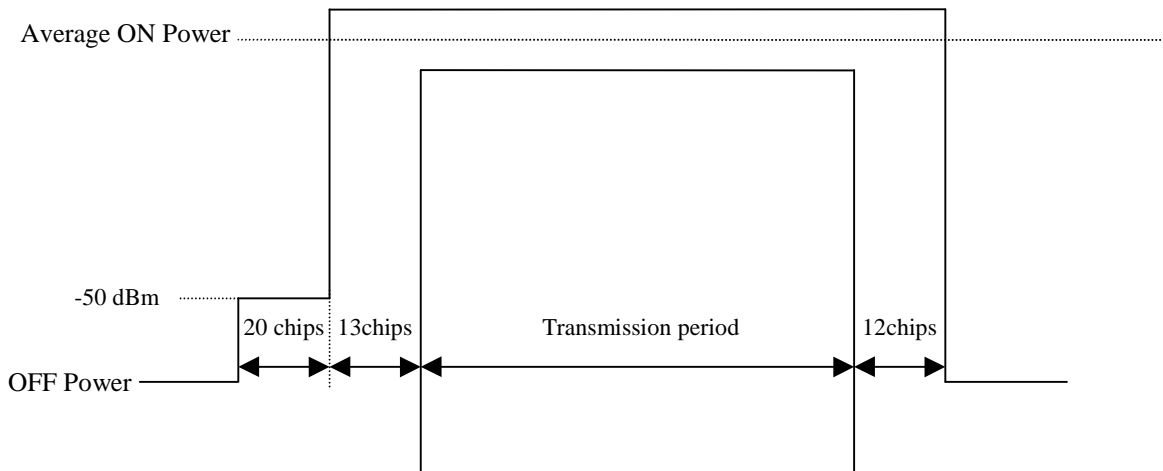 Average ON Power
-50 dBm
20 chips 13chips Transmission period 12chips
OFF Power